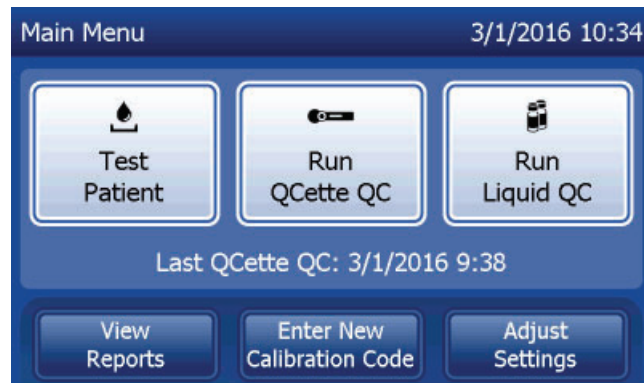 Main Menu 3/1/2016 10:34
Test Patient
Run QCette QC
Run Liquid QC
Last QCette QC: 3/1/2016 9:38
View Reports
Enter New Calibration Code
Adjust Settings